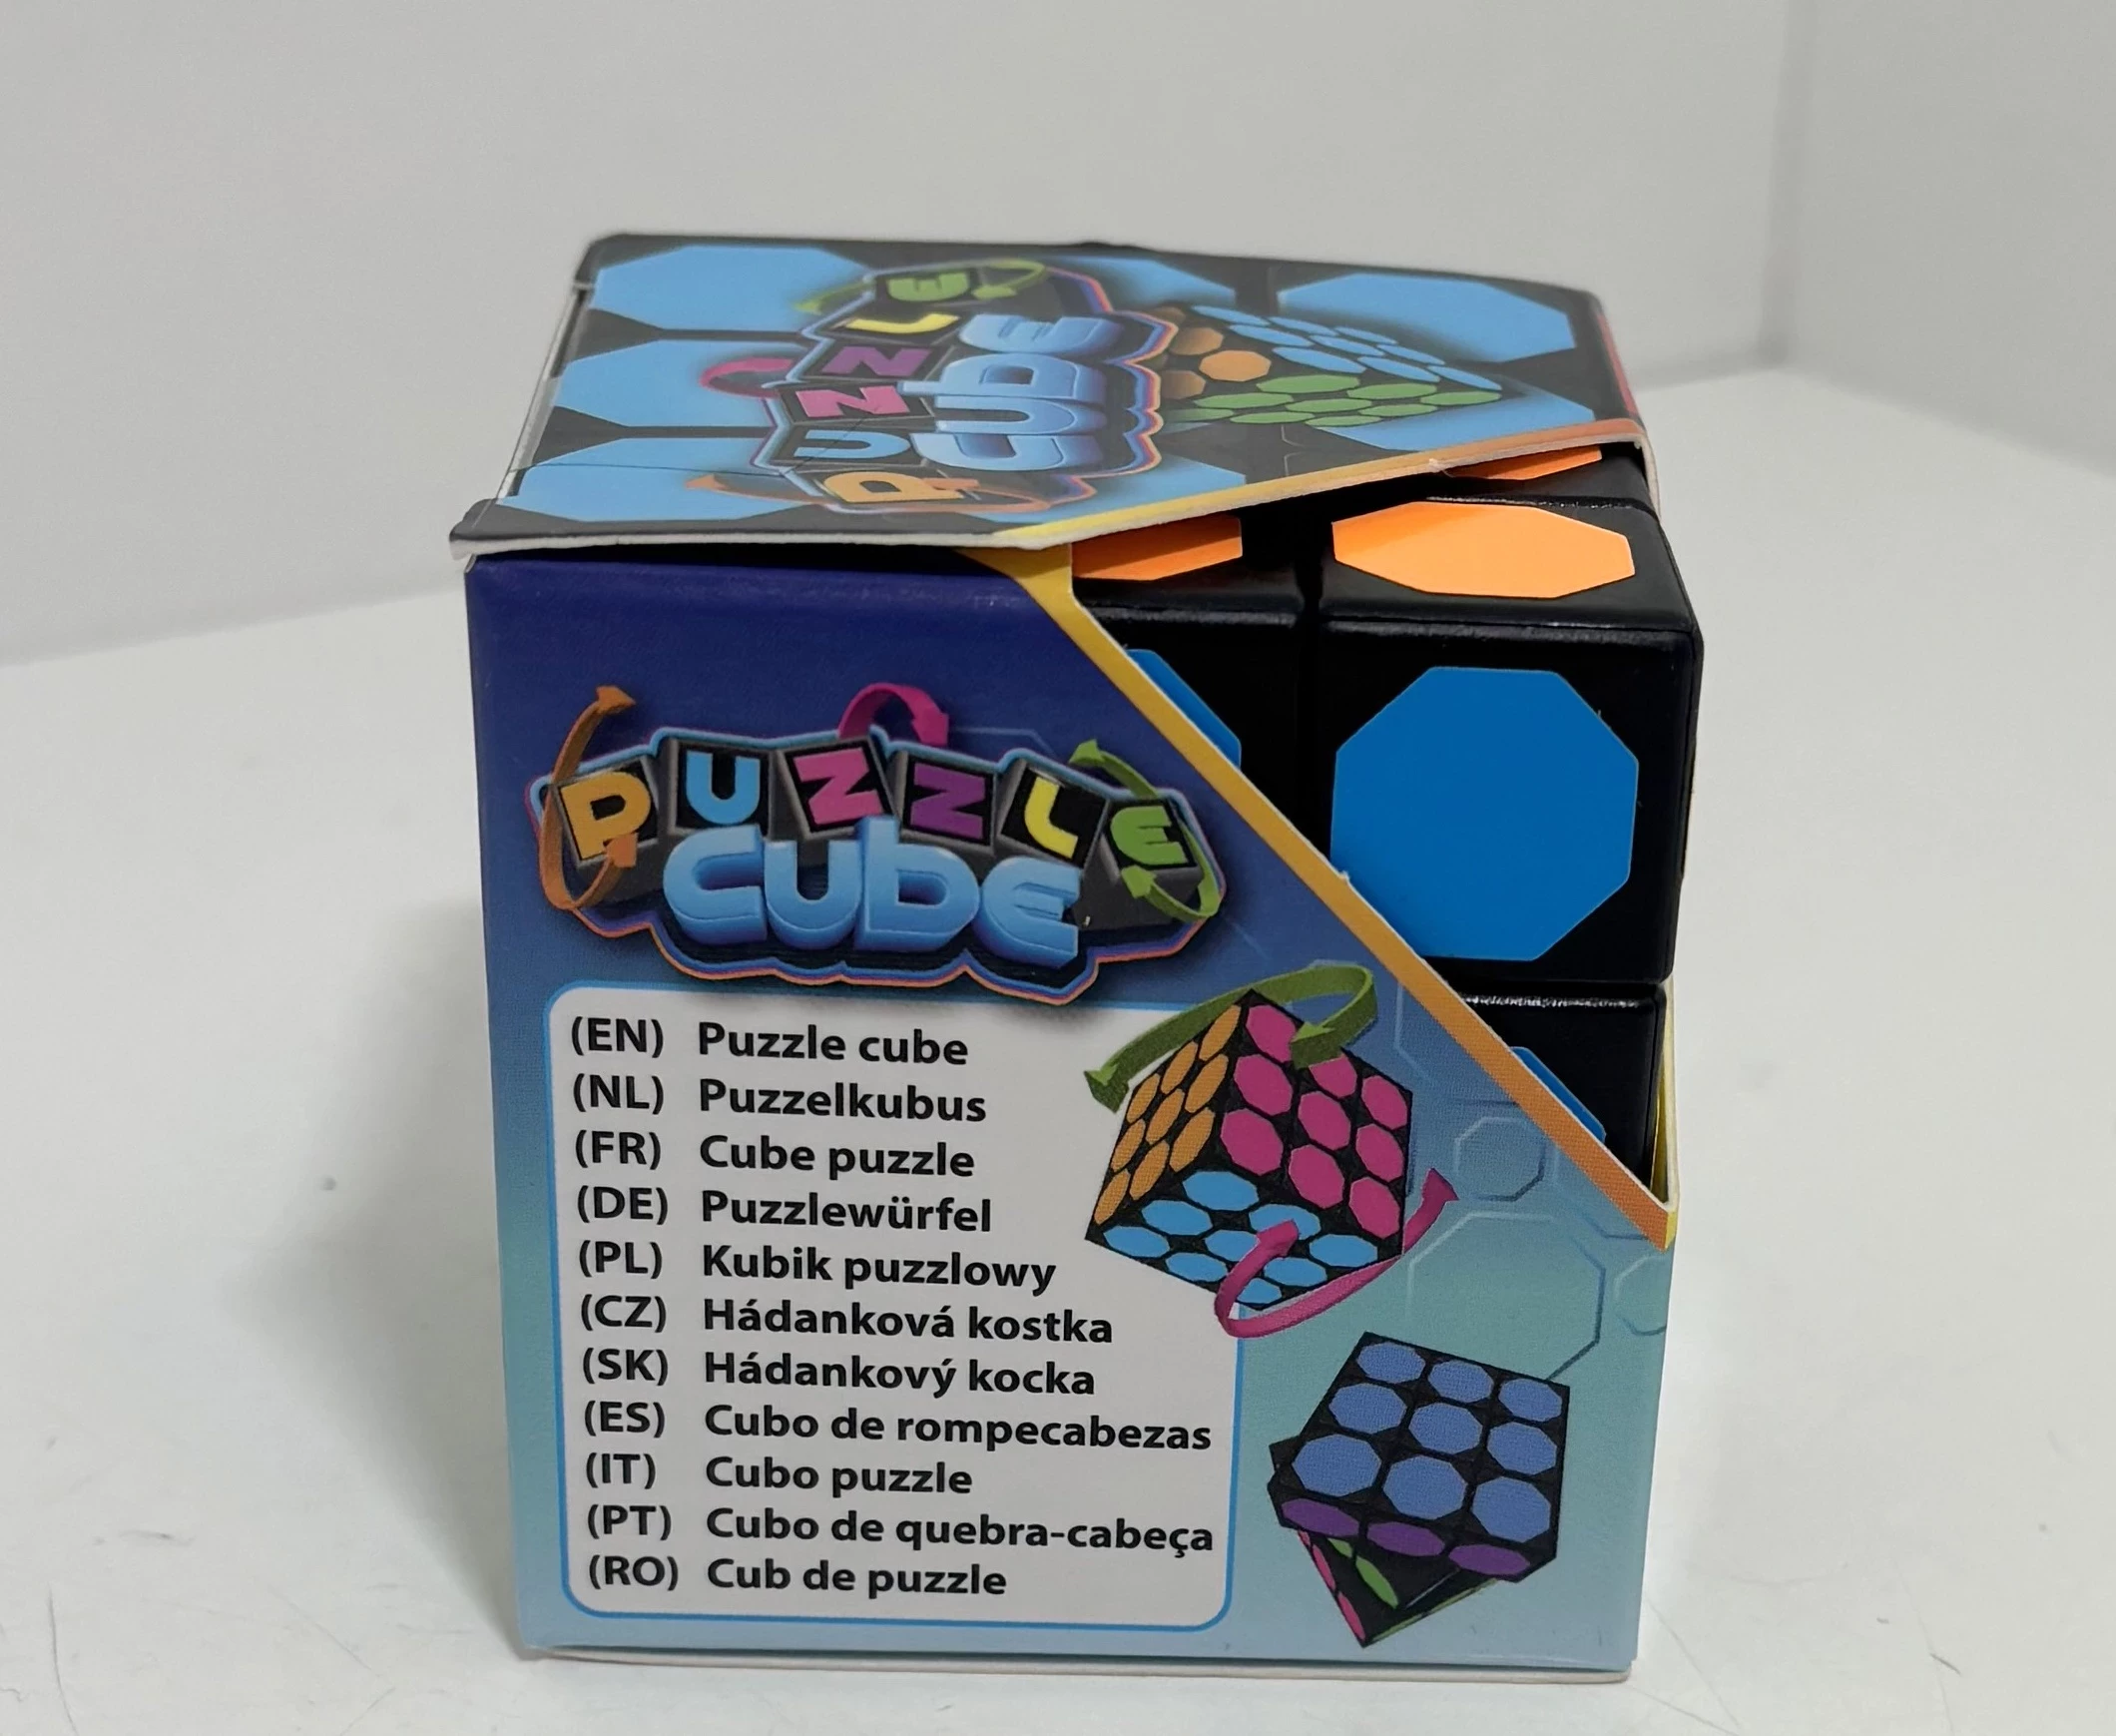 PUZZLE
CUBE
PUZZLE
CUBE
(EN) Puzzle cube
(NL) Puzzelkubus
(FR) Cube puzzle
(DE) Puzzlewürfel
(PL) Kubik puzzlowy
(CZ) Hádanková kostka
(SK) Hádankový kocka
(ES) Cubo de rompecabezas
(IT) Cubo puzzle
(PT) Cubo de quebra-cabeça
(RO) Cub de puzzle